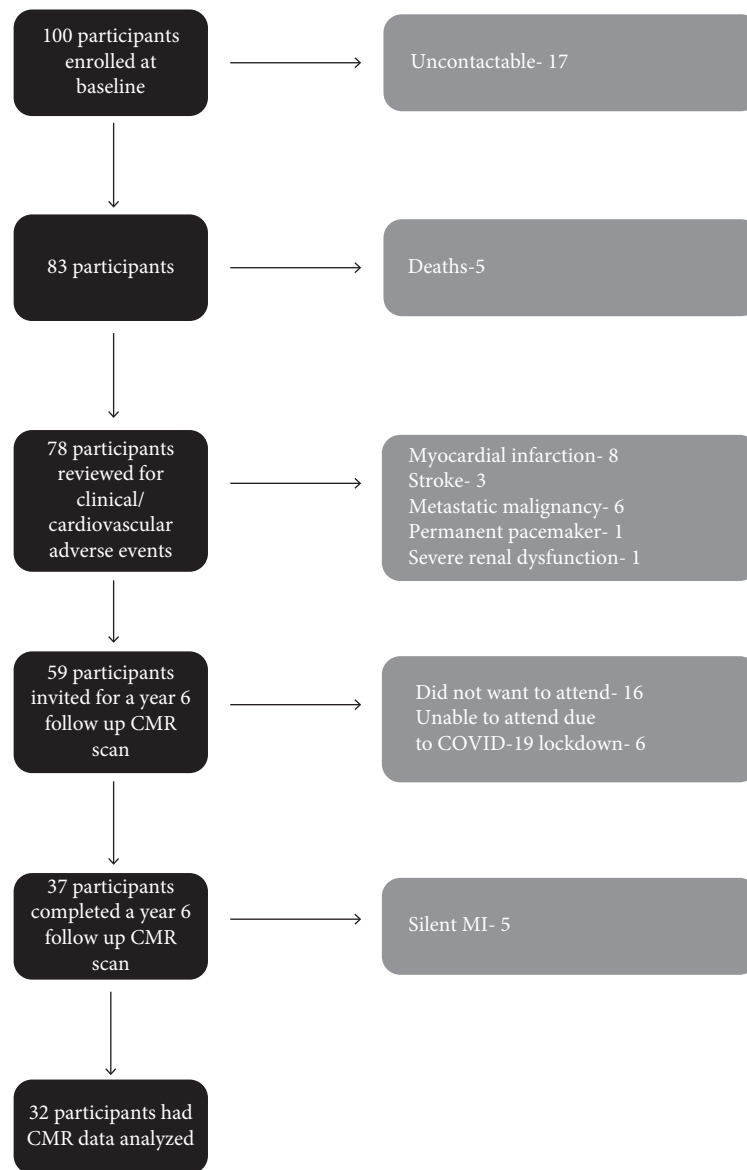 100 participants
enrolled at
baseline
Uncontactable- 17
83 participants
Deaths-5
78 participants
reviewed for
clinical/
cardiovascular
adverse events
Myocardial infarction- 8
Stroke- 3
Metastatic malignancy- 6
Permanent pacemaker- 1
Severe renal dysfunction- 1
59 participants
invited for a year 6
follow up CMR
scan
Did not want to attend- 16
Unable to attend due
to COVID-19 lockdown- 6
37 participants
completed a year 6
follow up CMR
scan
Silent MI- 5
32 participants had
CMR data analyzed